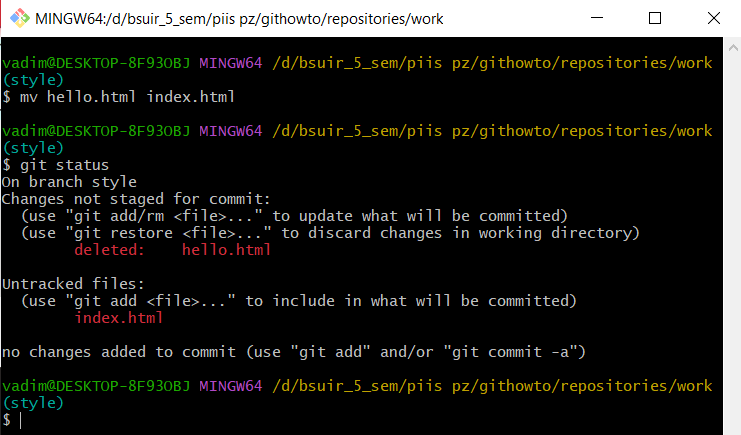 MINGW64:/d/bsuir_5_sem/piis pz/githowto/repositories/work
vadim@DESKTOP-8F93OBJ MINGW64 /d/bsuir_5_sem/piis pz/githowto/repositories/work
(style)
$ mv hello.html index.html
vadim@DESKTOP-8F93OBJ MINGW64 /d/bsuir_5_sem/piis pz/githowto/repositories/work
(style)
$ git status
On branch style
Changes not staged for commit:
  (use "git add/rm <file>..." to update what will be committed)
  (use "git restore <file>..." to discard changes in working directory)
        deleted:    hello.html
Untracked files:
  (use "git add <file>..." to include in what will be committed)
        index.html
no changes added to commit (use "git add" and/or "git commit -a")
vadim@DESKTOP-8F93OBJ MINGW64 /d/bsuir_5_sem/piis pz/githowto/repositories/work
(style)
$